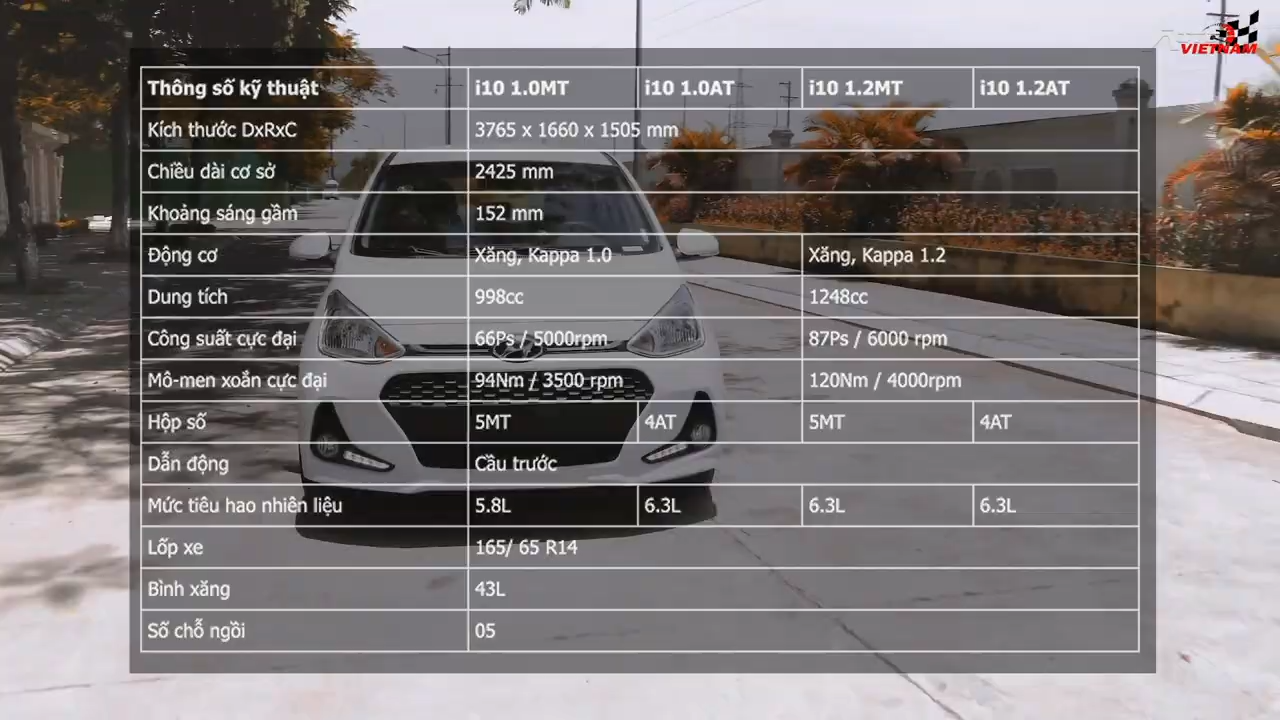 VIETNAM
Thông số kỹ thuật i10 1.0MT i10 1.0AT i10 1.2MT i10 1.2AT
Kích thước DxRxC 3765 x 1660 x 1505 mm
Chiều dài cơ sở 2425 mm
Khoảng sáng gầm 152 mm
Động cơ Xăng, Kappa 1.0 Xăng, Kappa 1.2
Dung tích 998cc 1248cc
Công suất cực đại 66Ps / 5000rpm 87Ps / 6000 rpm
Mô-men xoắn cực đại 94Nm / 3500 rpm 120Nm / 4000rpm
Hộp số 5MT 4AT 5MT 4AT
Dẫn động Cầu trước
Mức tiêu hao nhiên liệu 5.8L 6.3L 6.3L 6.3L
Lốp xe 165/ 65 R14
Bình xăng 43L
Số chỗ ngồi 05